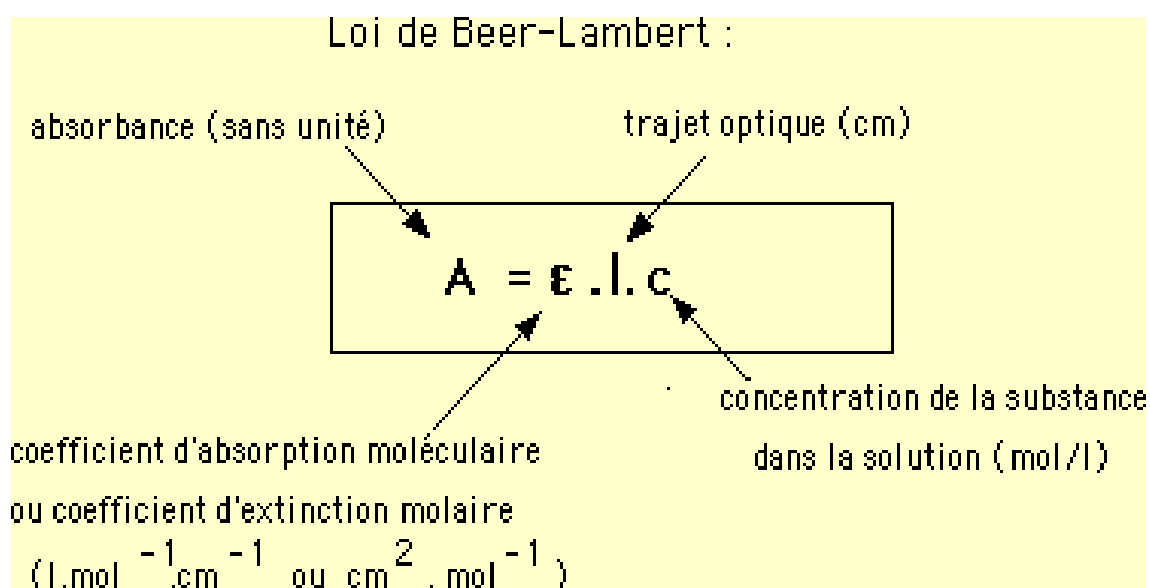 Loi de Beer-Lambert :
absorbance (sans unité)
trajet optique (cm)
A = ε .l. c
concentration de la substance
dans la solution (mol/l)
coefficient d'absorption moléculaire
ou coefficient d'extinction molaire
(l.mol⁻¹.cm⁻¹ ou cm² . mol⁻¹)